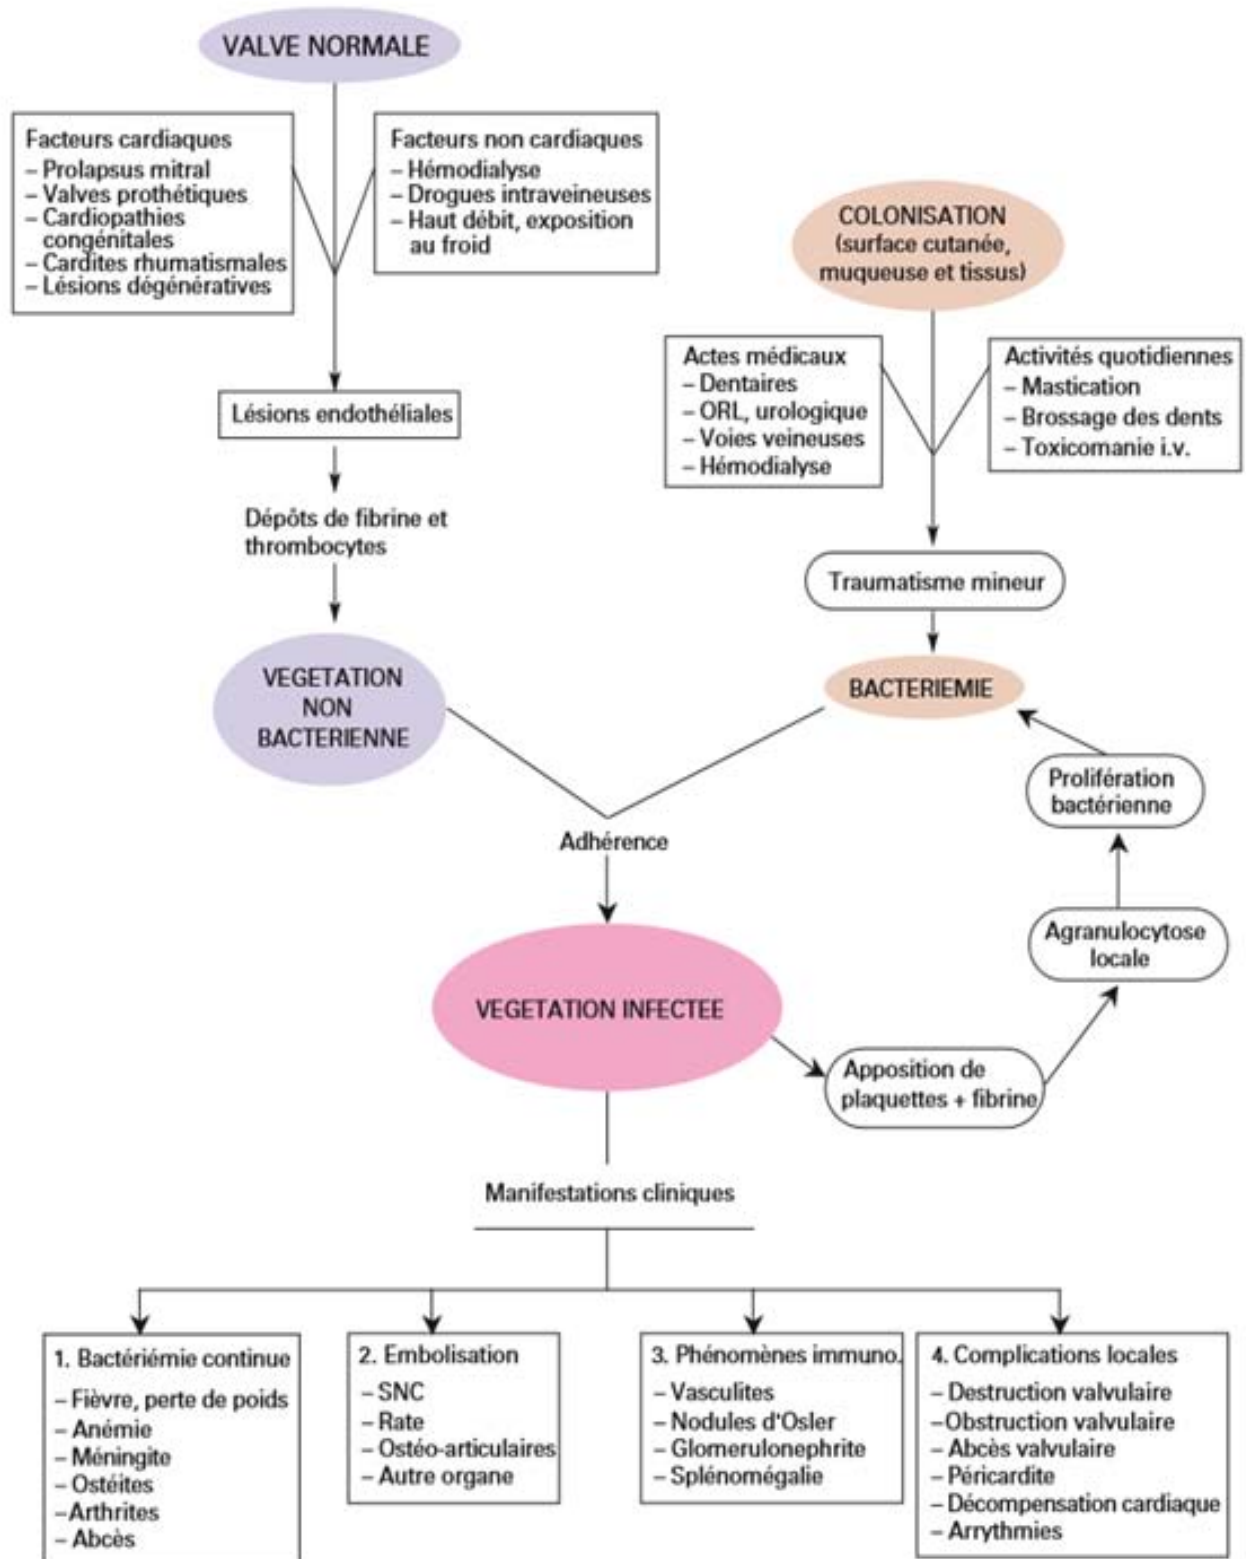 VALVE NORMALE
Facteurs cardiaques
– Prolapsus mitral
– Valves prothétiques
– Cardiopathies
congénitales
– Cardites rhumatismales
– Lésions dégénératives
Facteurs non cardiaques
– Hémodialyse
– Drogues intraveineuses
– Haut débit, exposition
au froid
Lésions endothéliales
Dépôts de fibrine et
thrombocytes
VEGETATION
NON
BACTERIENNE
COLONISATION
(surface cutanée,
muqueuse et tissus)
Actes médicaux
– Dentaires
– ORL, urologique
– Voies veineuses
– Hémodialyse
Activités quotidiennes
– Mastication
– Brossage des dents
– Toxicomanie i.v.
Traumatisme mineur
BACTERIEMIE
Prolifération
bactérienne
Adhérence
Agranulocytose
locale
VEGETATION INFECTEE
Apposition de
plaquettes + fibrine
Manifestations cliniques
1. Bactériémie continue
– Fièvre, perte de poids
– Anémie
– Méningite
– Ostéites
– Arthrites
– Abcès
2. Embolisation
– SNC
– Rate
– Ostéo-articulaires
– Autre organe
3. Phénomènes immuno.
– Vasculites
– Nodules d'Osler
– Glomerulonephrite
– Splénomégalie
4. Complications locales
– Destruction valvulaire
– Obstruction valvulaire
– Abcès valvulaire
– Péricardite
– Décompensation cardiaque
– Arrythmies